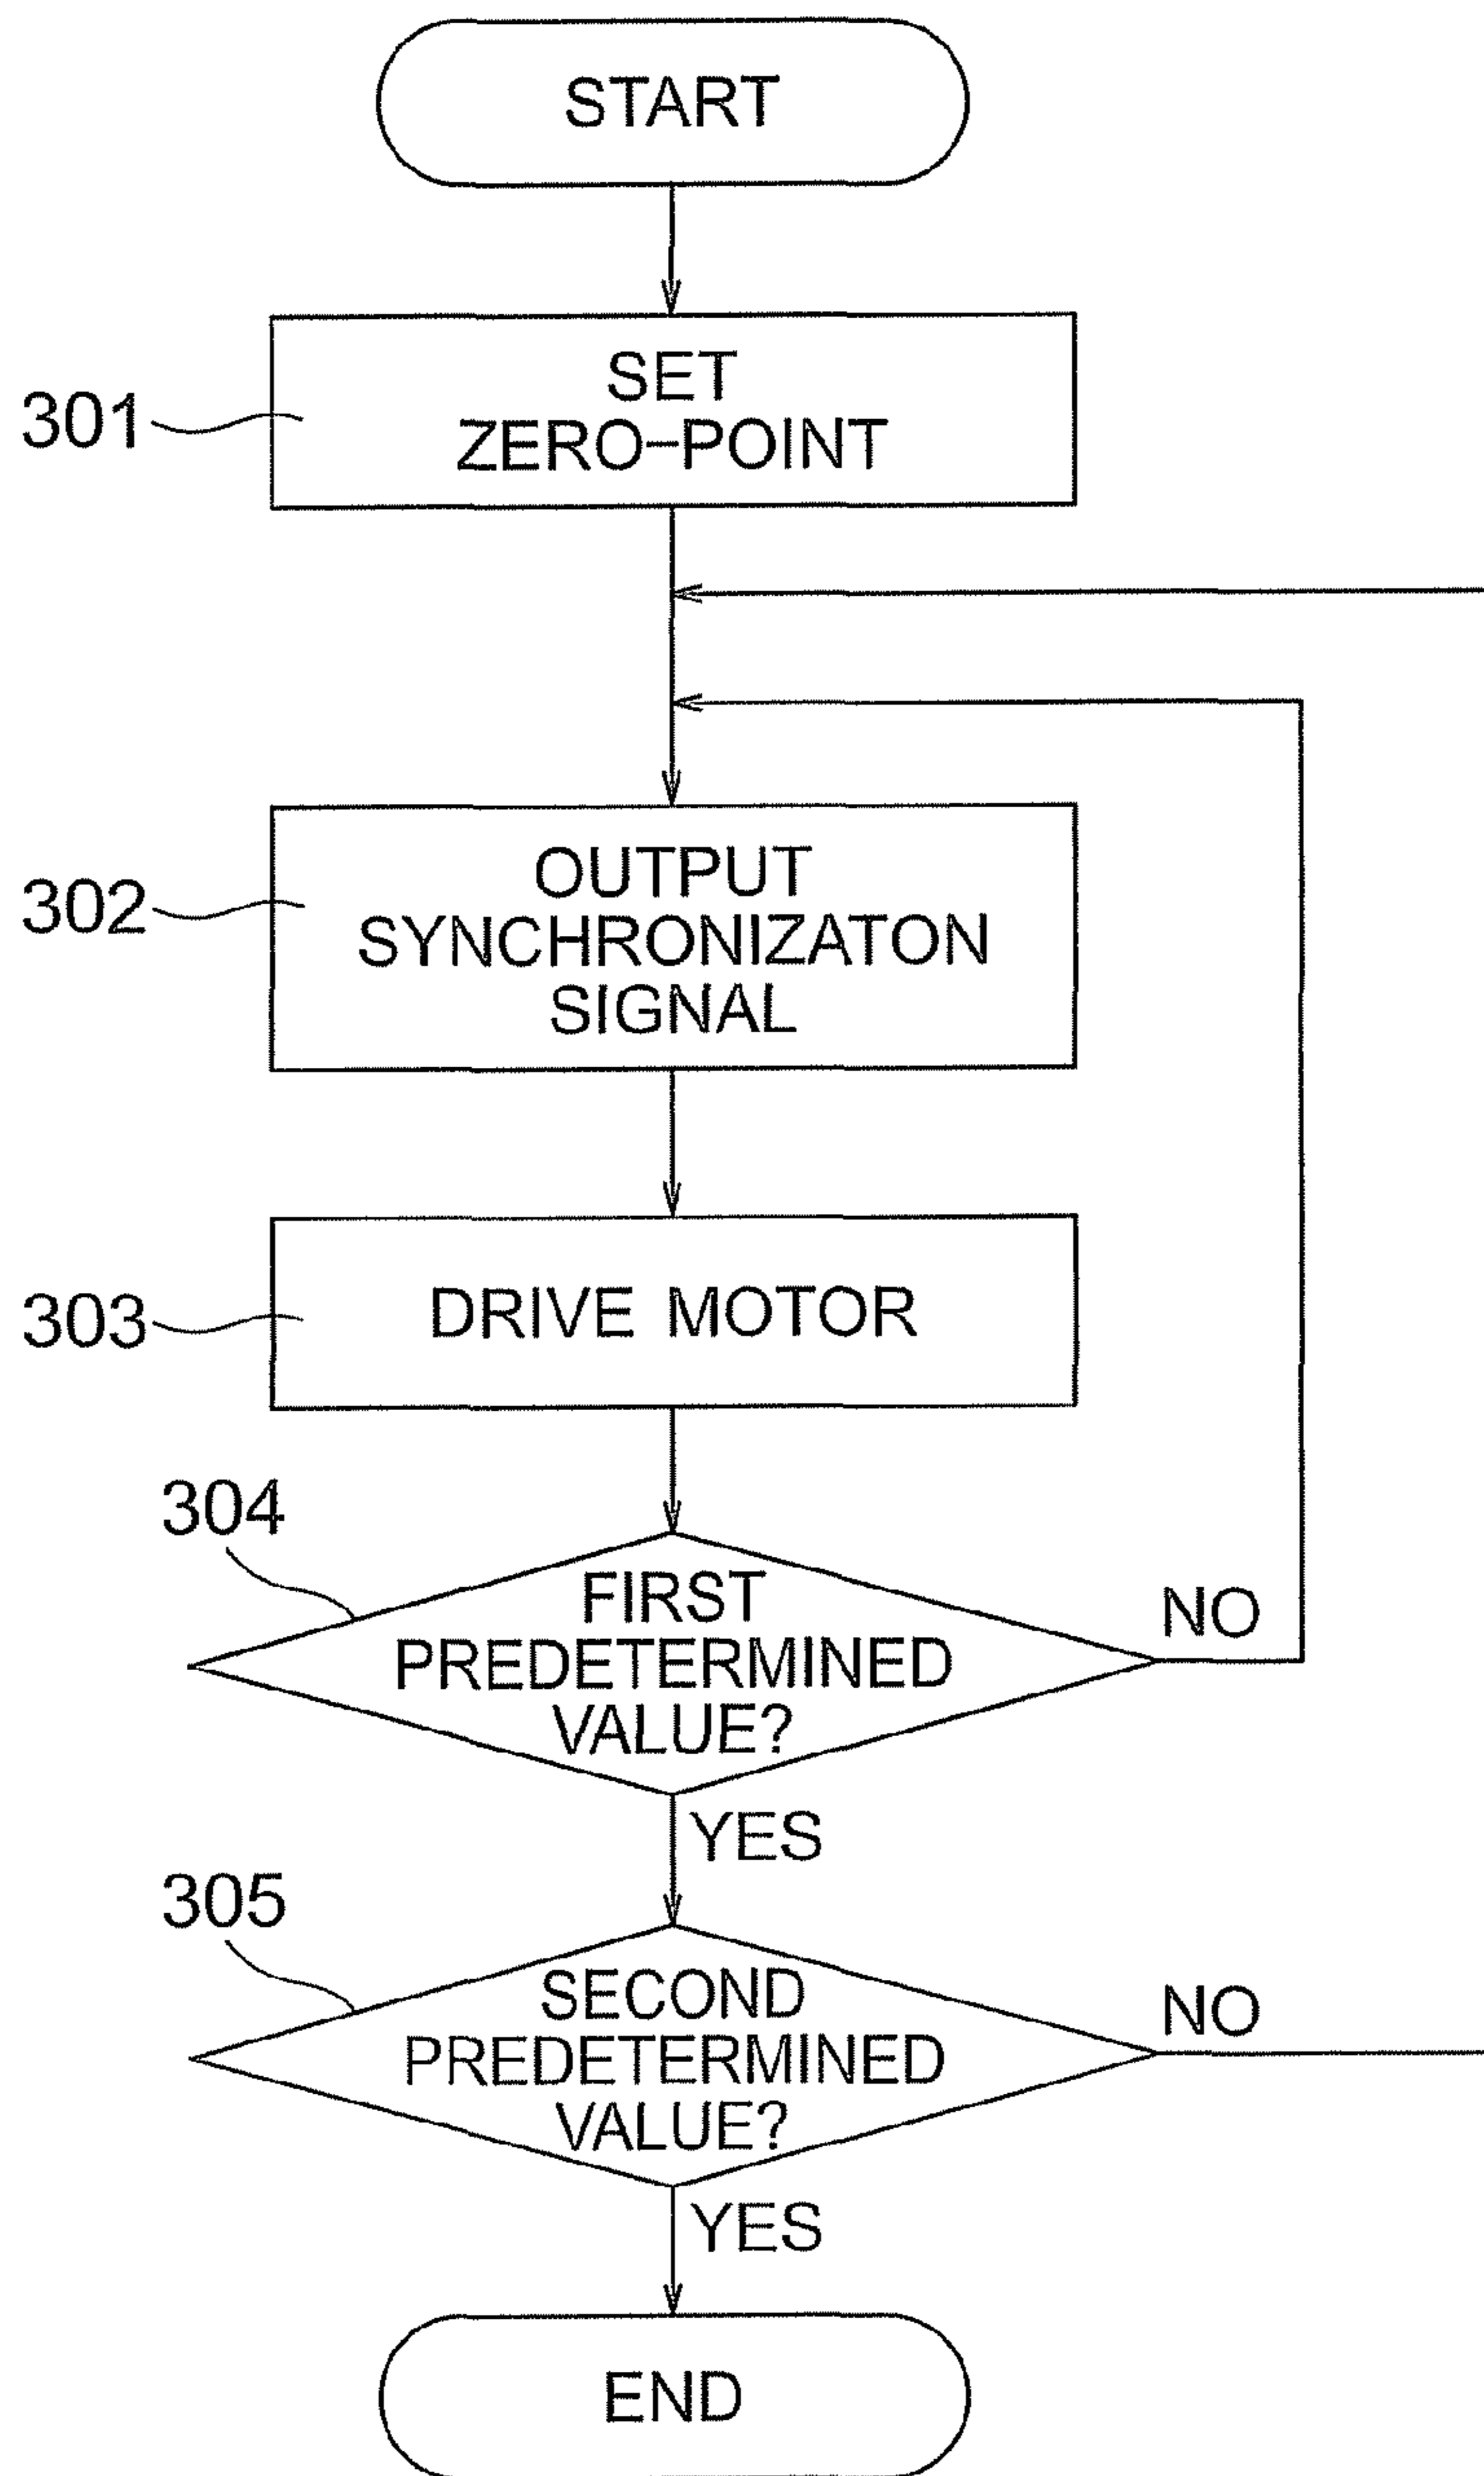 START
301
SET
ZERO-POINT
302
OUTPUT
SYNCHRONIZATON
SIGNAL
303
DRIVE MOTOR
304
FIRST
PREDETERMINED
VALUE?
NO
YES
305
SECOND
PREDETERMINED
VALUE?
NO
YES
END